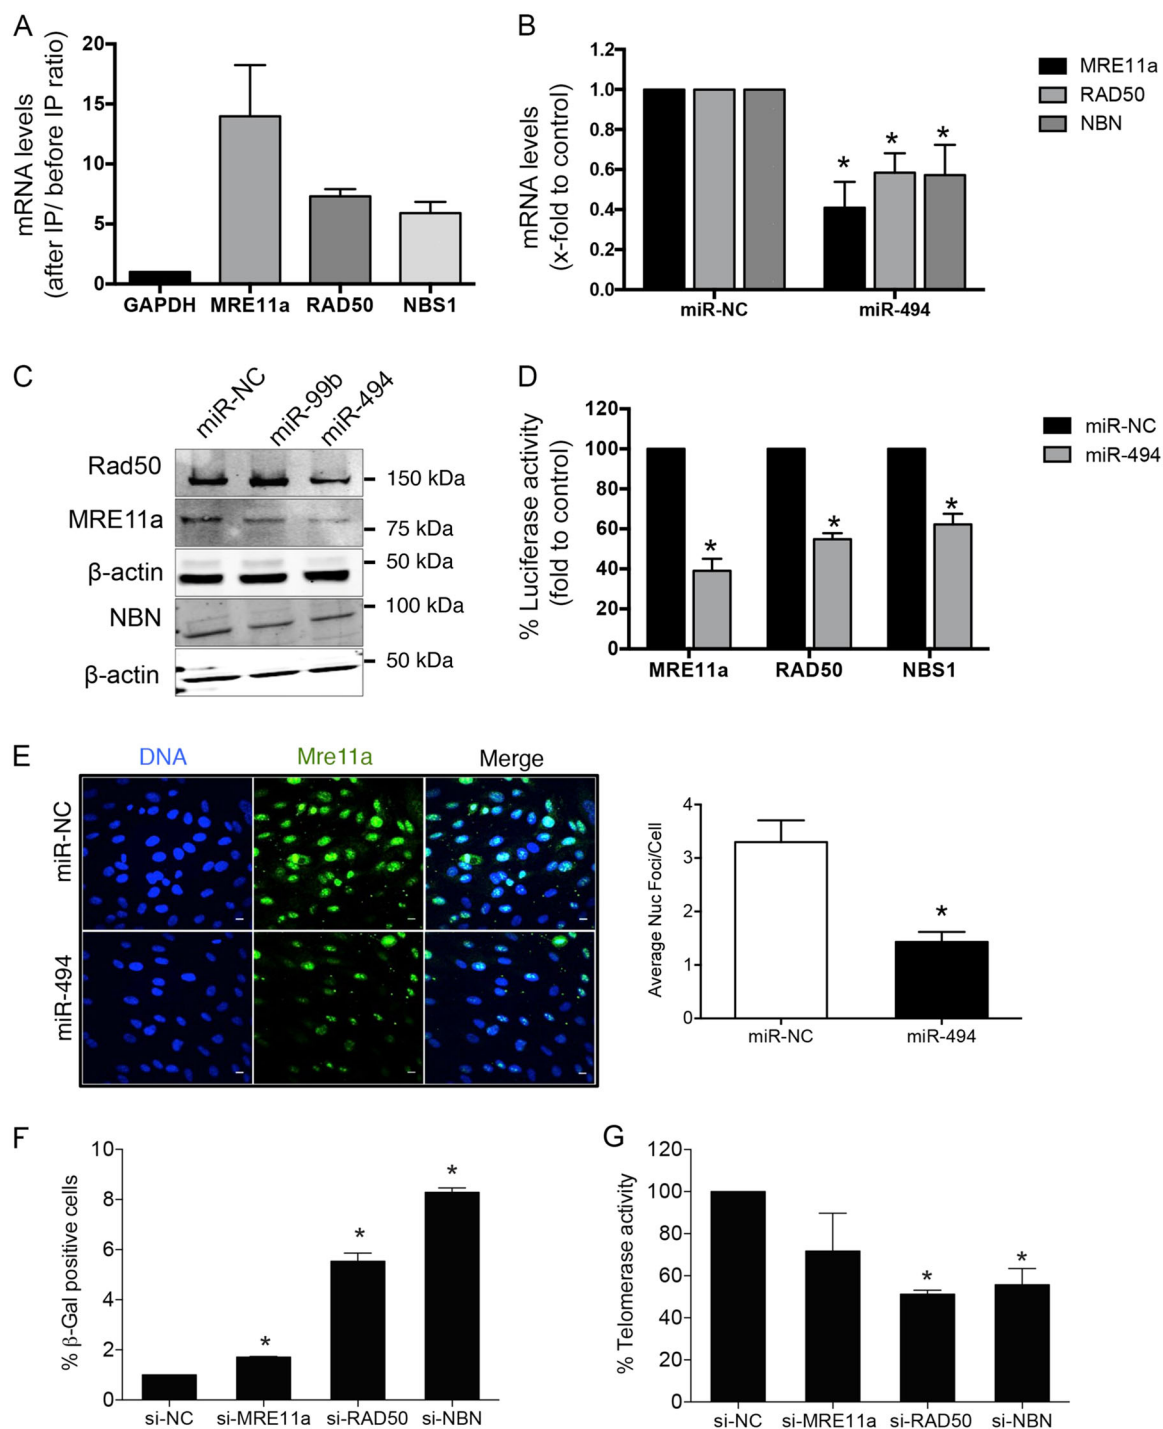 A
mRNA levels
(after IP/ before IP ratio)
20
15
10
5
0
GAPDH MRE11a RAD50 NBS1
B
mRNA levels
(x-fold to control)
1.2
1.0
0.8
0.6
0.4
0.2
0.0
* * *
miR-NC miR-494
MRE11a
RAD50
NBN
C
miR-NC miR-99b miR-494
Rad50
150 kDa
MRE11a
75 kDa
β-actin
50 kDa
NBN
100 kDa
β-actin
50 kDa
D
% Luciferase activity
(fold to control)
120
100
80
60
40
20
0
* * *
MRE11a RAD50 NBS1
miR-NC
miR-494
E
DNA Mre11a Merge
miR-NC
miR-494
Average Nuc Foci/Cell
4
3
2
1
0
*
miR-NC miR-494
F
% β-Gal positive cells
10
8
6
4
2
0
* * *
si-NC si-MRE11a si-RAD50 si-NBN
G
% Telomerase activity
120
100
80
60
40
20
0
* *
si-NC si-MRE11a si-RAD50 si-NBN